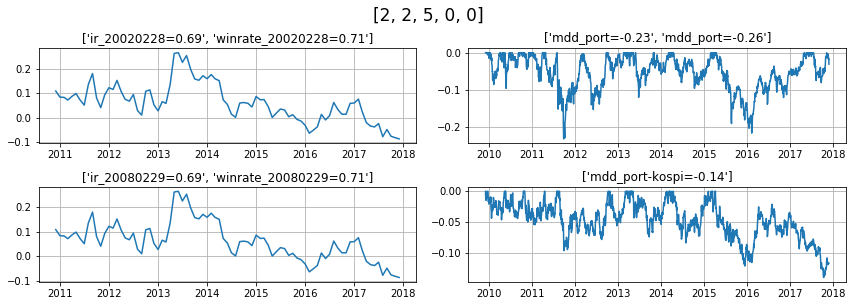 [2, 2, 5, 0, 0]
['ir_20020228=0.69', 'winrate_20020228=0.71']
0.2
0.1
0.0
−0.1
2011 2012 2013 2014 2015 2016 2017 2018
['mdd_port=-0.23', 'mdd_port=-0.26']
0.0
−0.1
−0.2
2010 2011 2012 2013 2014 2015 2016 2017 2018
['ir_20080229=0.69', 'winrate_20080229=0.71']
0.2
0.1
0.0
−0.1
2011 2012 2013 2014 2015 2016 2017 2018
['mdd_port-kospi=-0.14']
0.00
−0.05
−0.10
2010 2011 2012 2013 2014 2015 2016 2017 2018